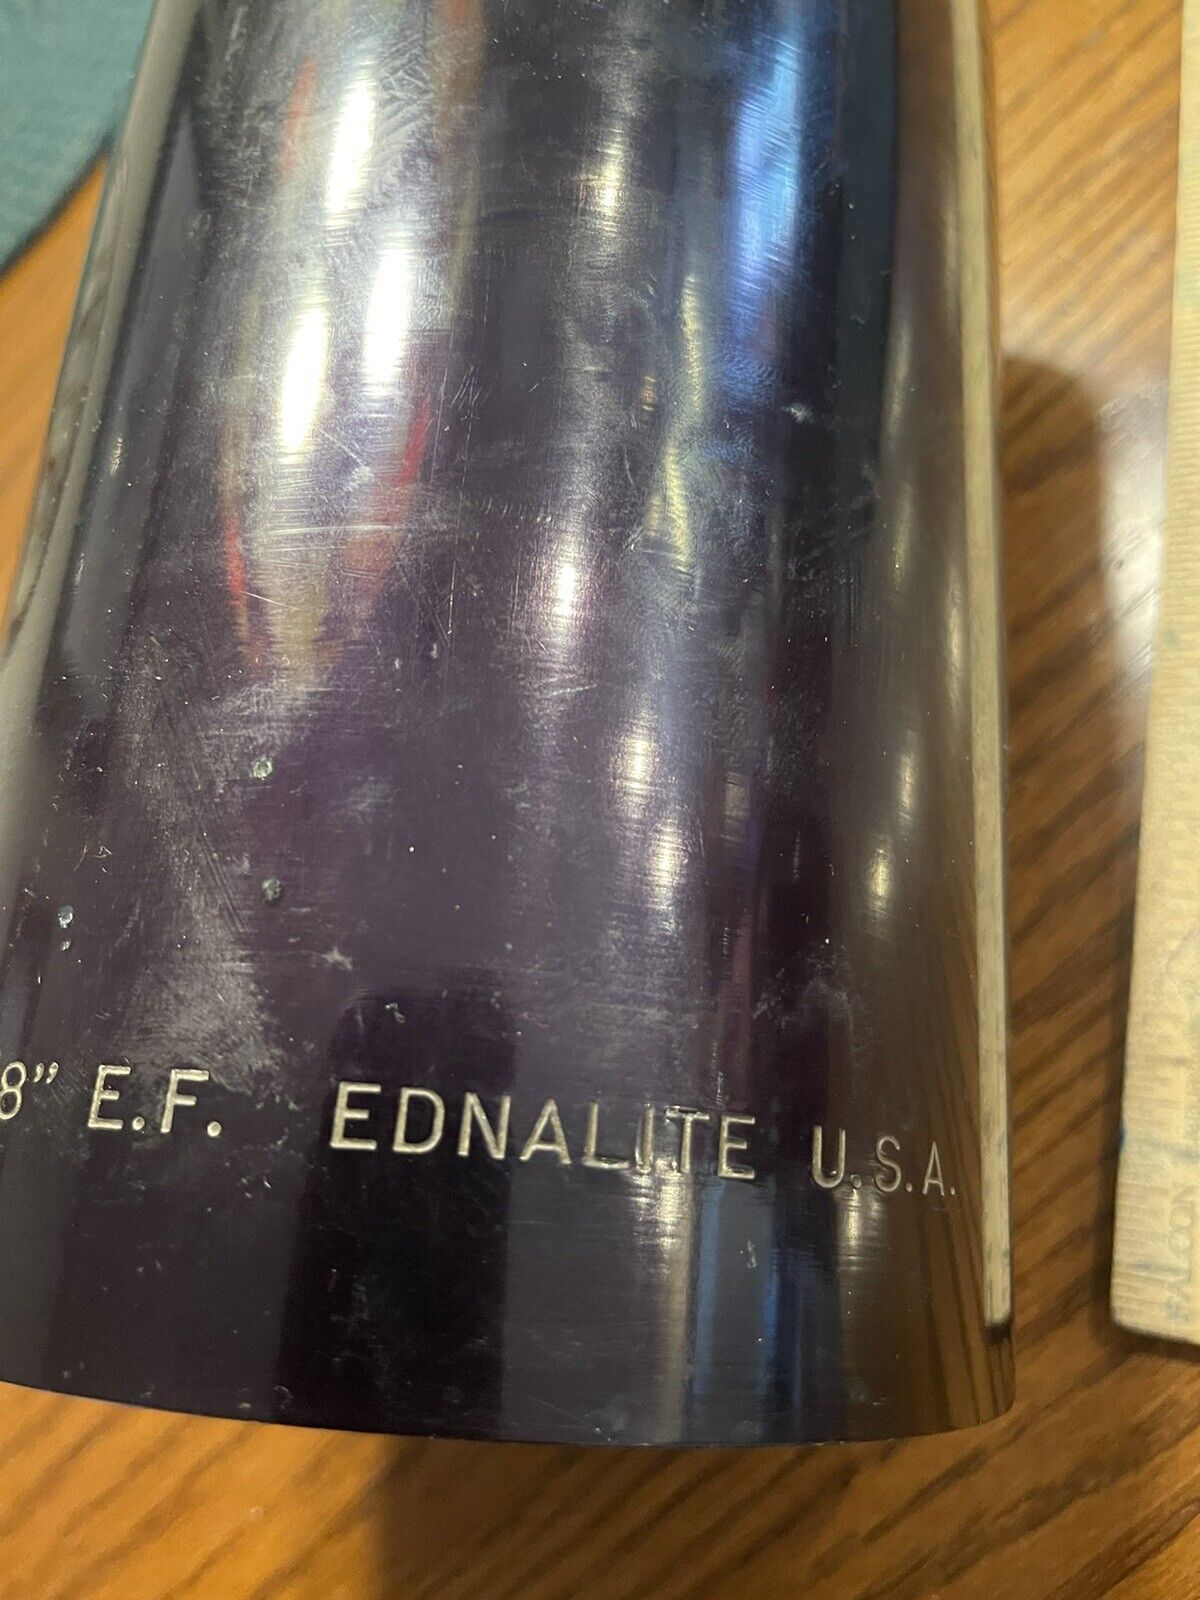 8” E.F. EDNALITE U.S.A.